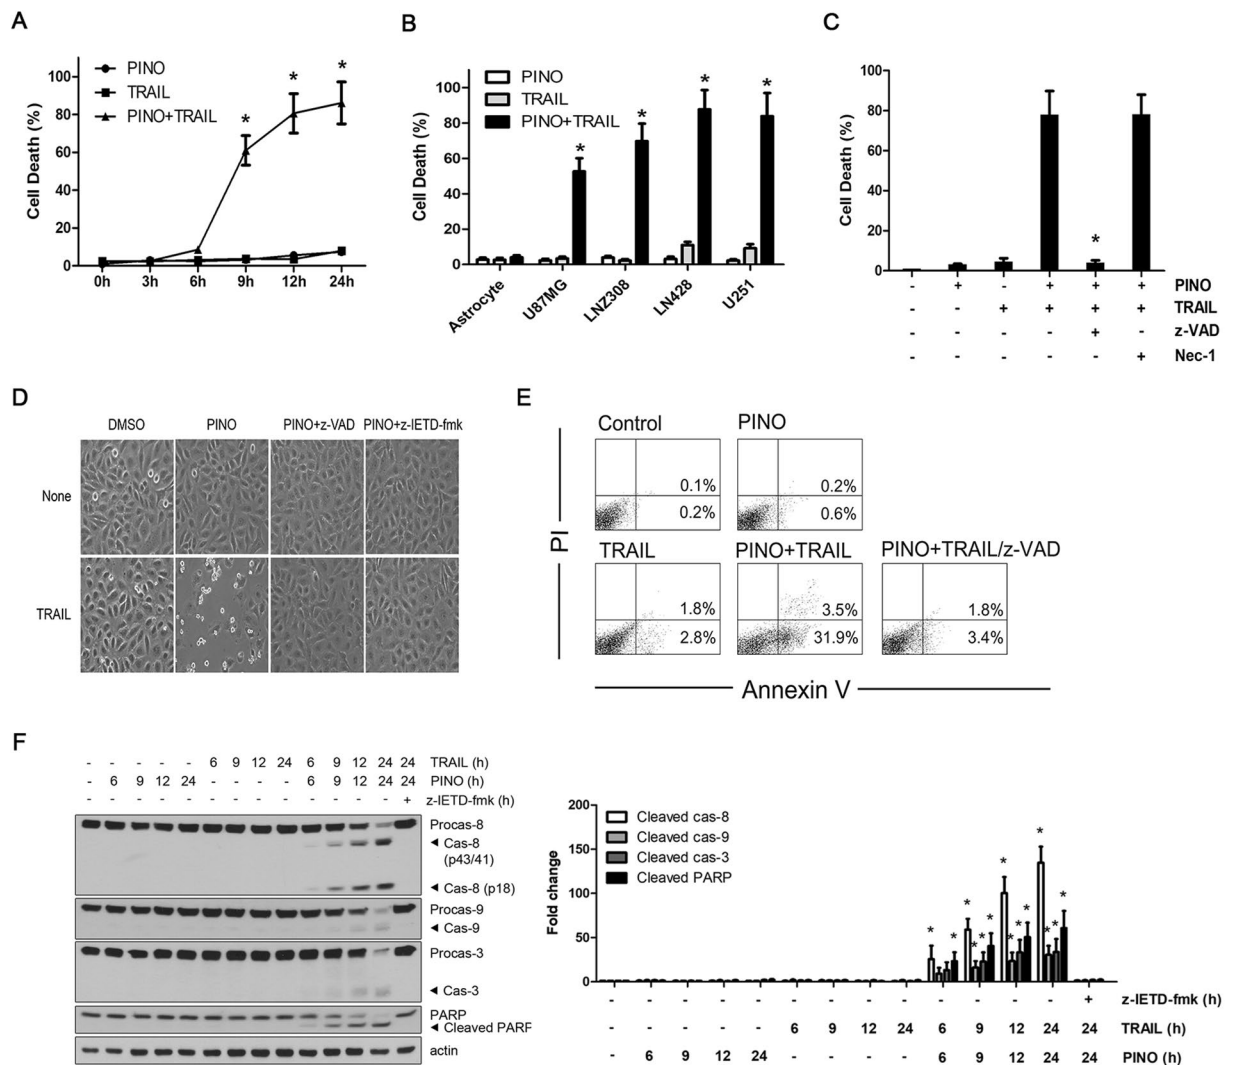 A
Cell Death (%)
100
80
60
40
20
0
PINO
TRAIL
PINO+TRAIL
*
*
*
0h 3h 6h 9h 12h 24h
B
Cell Death (%)
100
80
60
40
20
0
PINO
TRAIL
PINO+TRAIL
*
*
*
*
Astrocyte U87MG LNZ308 LN428 U251
C
Cell Death (%)
100
80
60
40
20
0
*
- + - + + + PINO
- - + + + + TRAIL
- - - - + - z-VAD
- - - - - + Nec-1
D
DMSO PINO PINO+z-VAD PINO+z-IETD-fmk
None
TRAIL
E
PI
Control PINO
0.1% 0.2%
0.2% 0.6%
TRAIL PINO+TRAIL PINO+TRAIL/z-VAD
1.8% 3.5% 1.8%
2.8% 31.9% 3.4%
Annexin V
F
- - - - - 6 9 12 24 6 9 12 24 24 TRAIL (h)
- 6 9 12 24 - - - - 6 9 12 24 24 PINO (h)
- - - - - - - - - - - - - + z-IETD-fmk (h)
Procas-8
Cas-8
(p43/41)
Cas-8 (p18)
Procas-9
Cas-9
Procas-3
Cas-3
PARP
Cleaved PARF
actin
Fold change
200
150
100
50
0
Cleaved cas-8
Cleaved cas-9
Cleaved cas-3
Cleaved PARP
* * * * * * * * * * * * * *
- - - - - - - - - - - - - + z-IETD-fmk (h)
- - - - - 6 9 12 24 6 9 12 24 24 TRAIL (h)
- 6 9 12 24 - - - - 6 9 12 24 24 PINO (h)